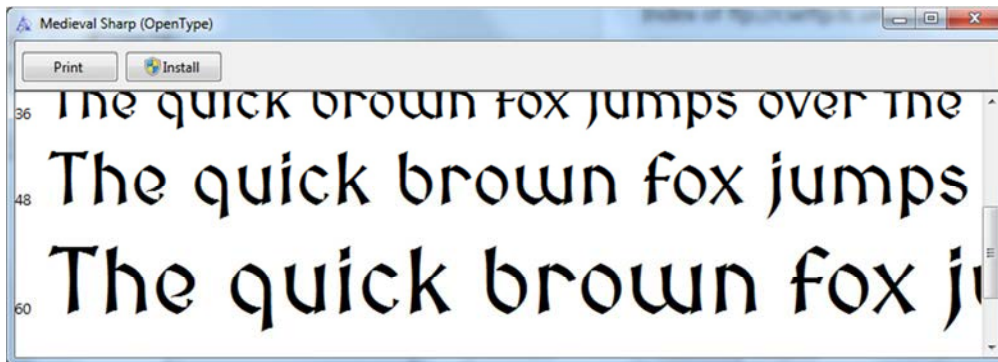 Medieval Sharp (OpenType)
Print Install
36 The quick brown fox jumps over the
48 The quick brown fox jumps
60 The quick brown fox